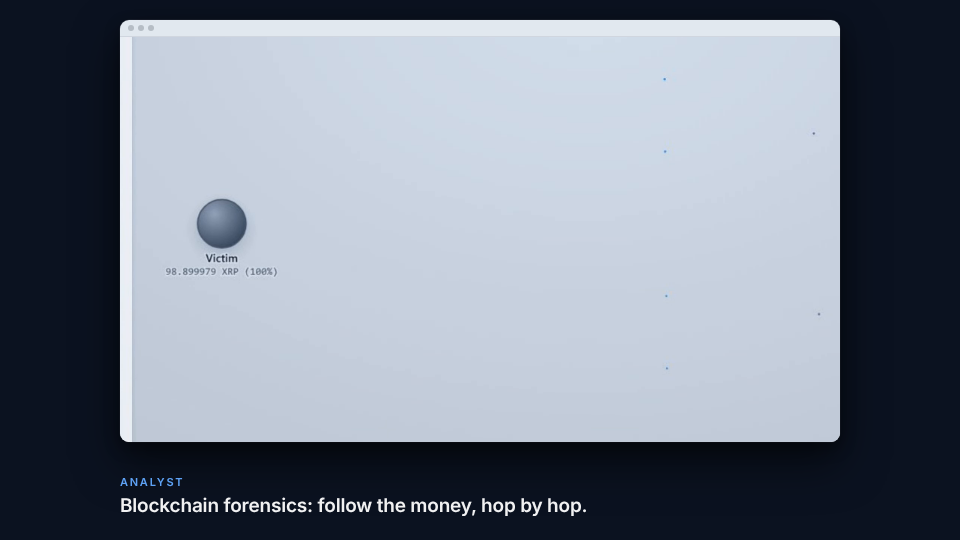 Victim
98.899979 XRP (100%)
ANALYST
Blockchain forensics: follow the money, hop by hop.